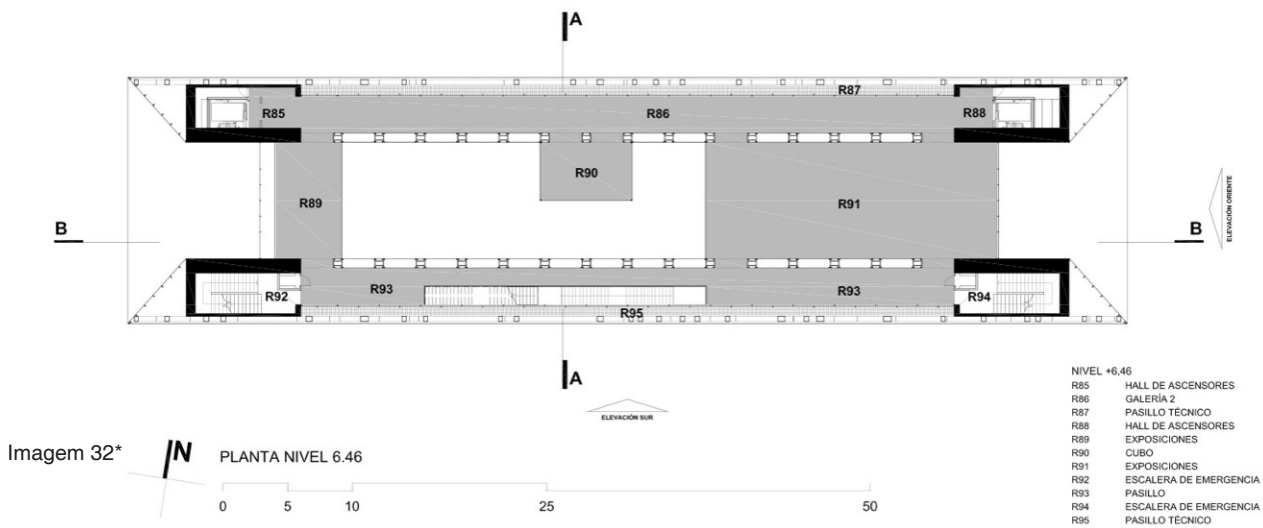 A
R87
R85
R86
R88
R90
R89
R91
B
B
ELEVACIÓN ORIENTE
R93
R93
R92
R94
R95
A
ELEVACIÓN SUR
NIVEL +6,46
R85 HALL DE ASCENSORES
R86 GALERÍA 2
R87 PASILLO TÉCNICO
R88 HALL DE ASCENSORES
R89 EXPOSICIONES
R90 CUBO
R91 EXPOSICIONES
R92 ESCALERA DE EMERGENCIA
R93 PASILLO
R94 ESCALERA DE EMERGENCIA
R95 PASILLO TÉCNICO
Imagem 32*
N
PLANTA NIVEL 6.46
0 5 10 25 50